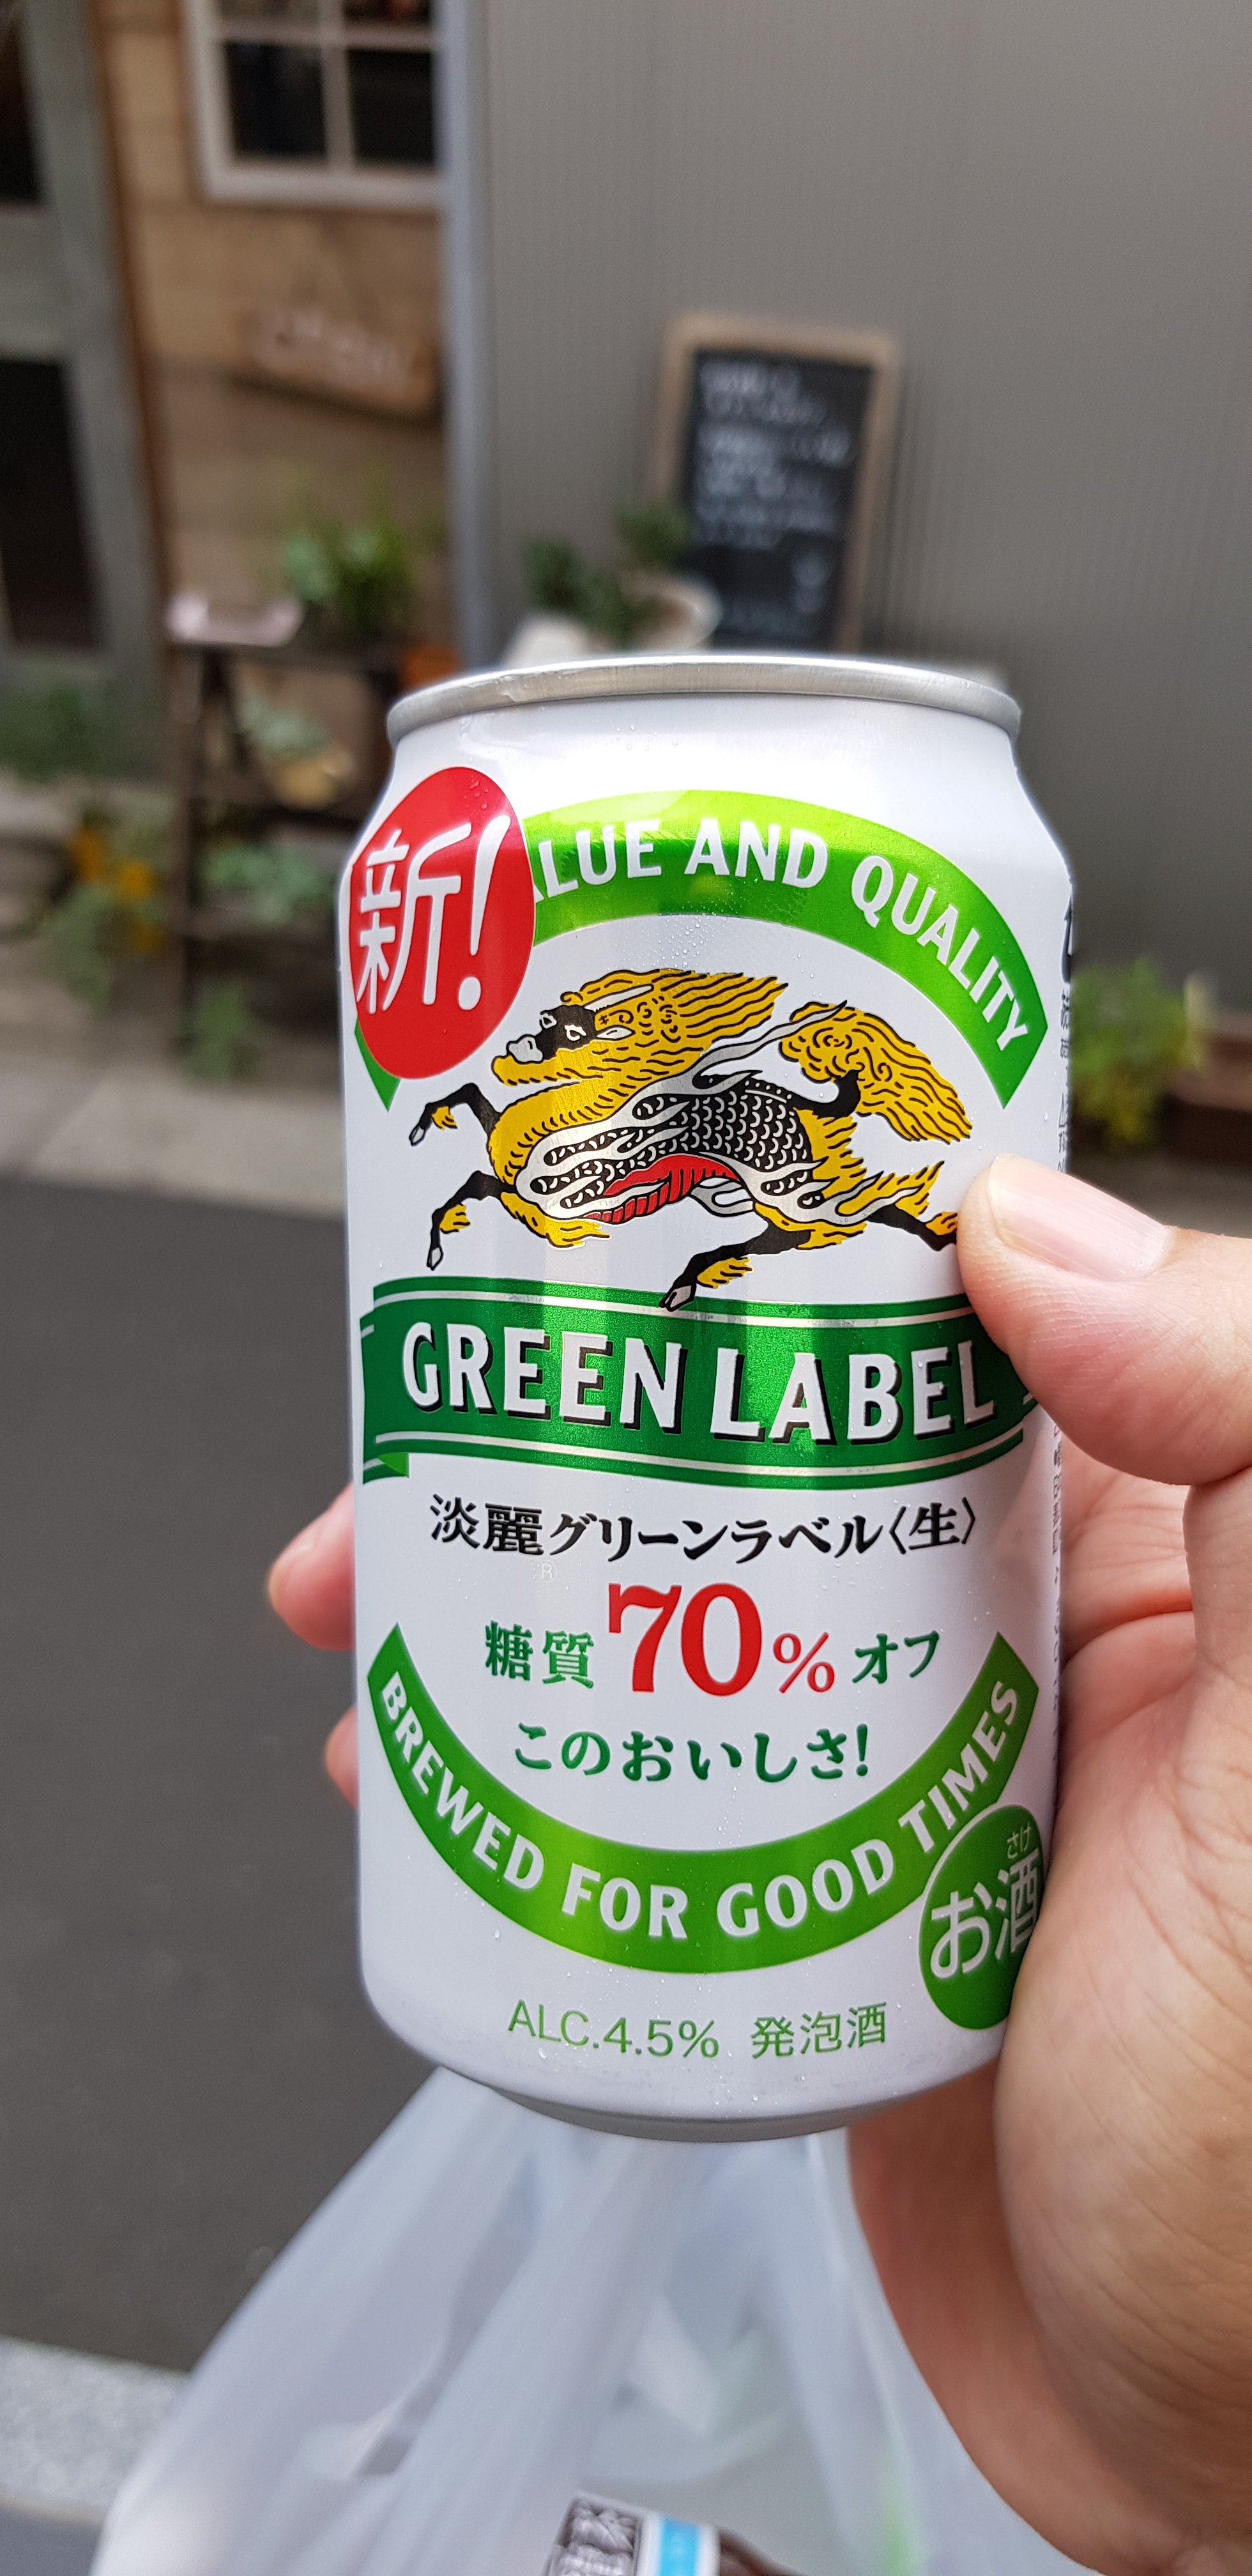 新!
ALUE AND QUALITY
GREEN LABEL
淡麗グリーンラベル〈生〉
®
糖質70%オフ
このおいしさ!
BREWED FOR GOOD TIMES
さけ
お酒
ALC.4.5% 発泡酒